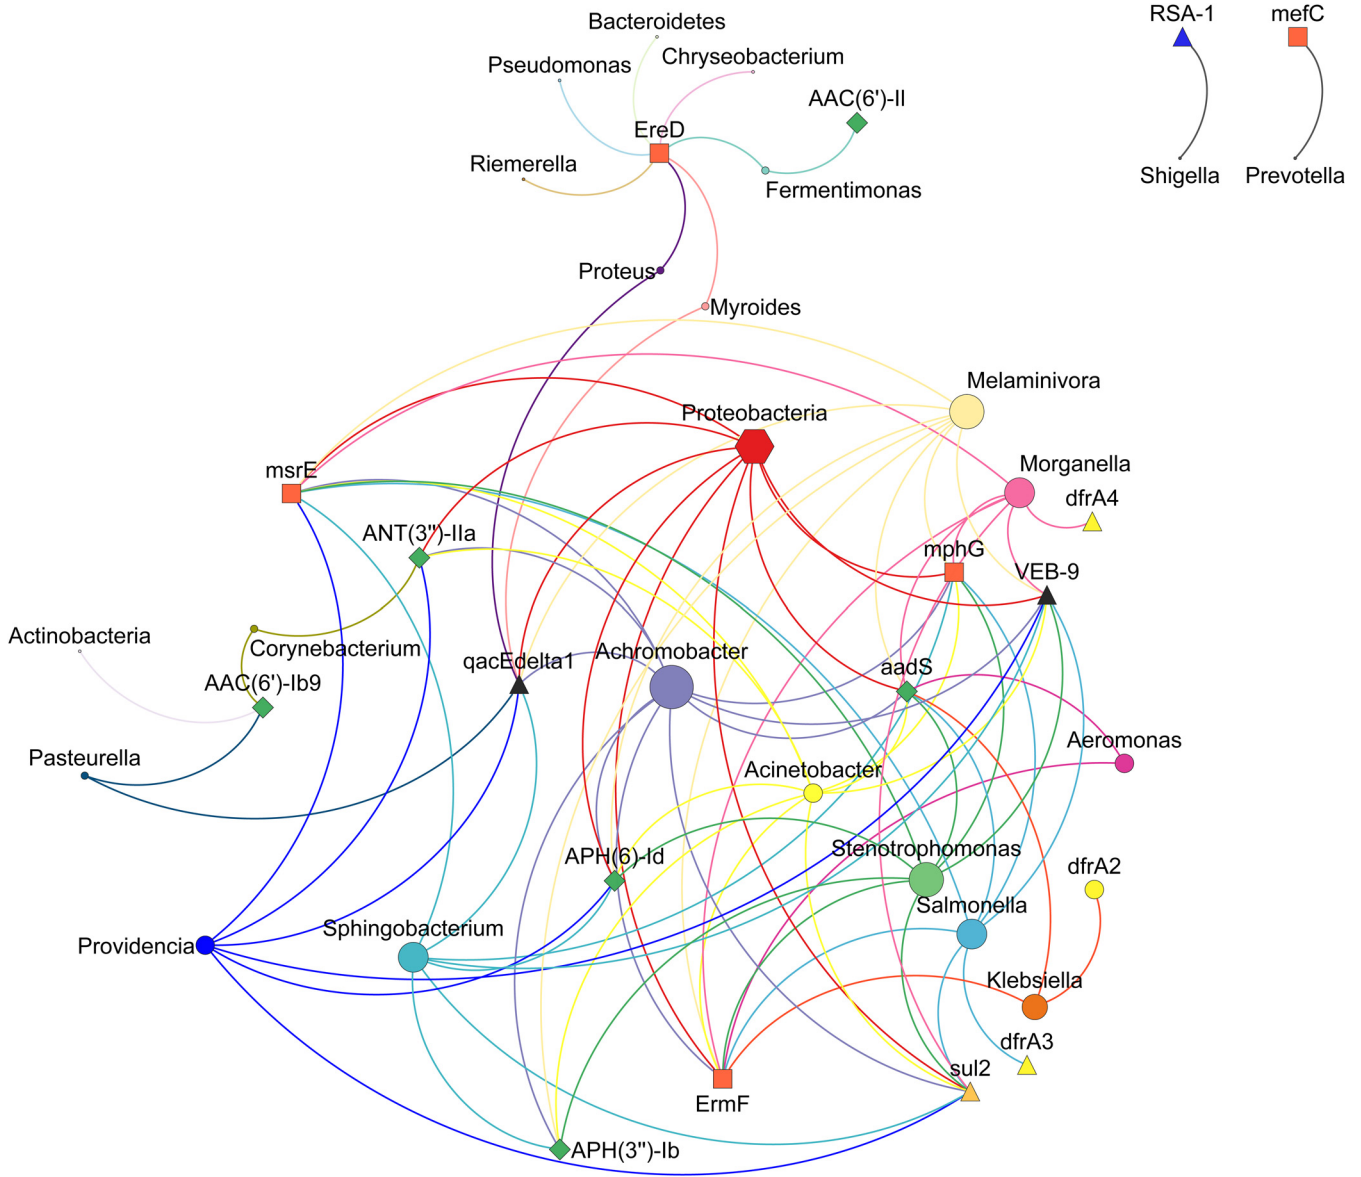 RSA-1
mefC
Bacteroidetes
Chryseobacterium
Pseudomonas
AAC(6')-II
EreD
Riemerella
Fermentimonas
Shigella
Prevotella
Proteus
Myroides
Melaminivora
Proteobacteria
Morganella
msrE
dfrA4
ANT(3")-IIa
mphG
VEB-9
Actinobacteria
Corynebacterium
qacEdelta1
Achromobacter
aadS
AAC(6')-Ib9
Pasteurella
Aeromonas
Acinetobacter
APH(6)-Id
Stenotrophomonas
dfrA2
Salmonella
Sphingobacterium
Providencia
Klebsiella
dfrA3
sul2
ErmF
APH(3")-Ib